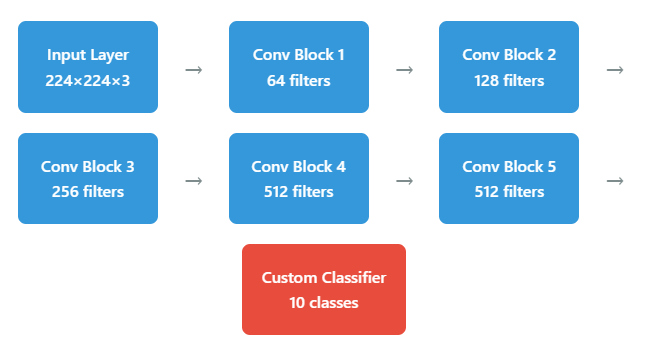 Input Layer
224×224×3
→
Conv Block 1
64 filters
→
Conv Block 2
128 filters
→
Conv Block 3
256 filters
→
Conv Block 4
512 filters
→
Conv Block 5
512 filters
→
Custom Classifier
10 classes